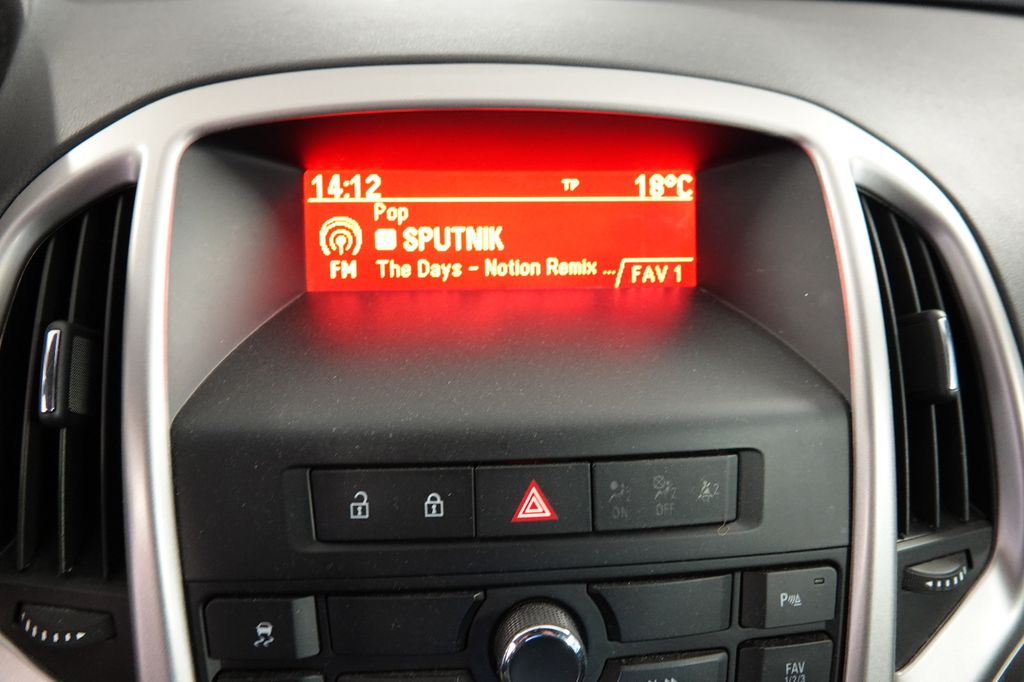 14:12 TP 18°C
Pop
SPUTNIK
FM The Days - Notion Remix ... FAV 1
2 2 2
ON OFF
P
FAV
1/2/3